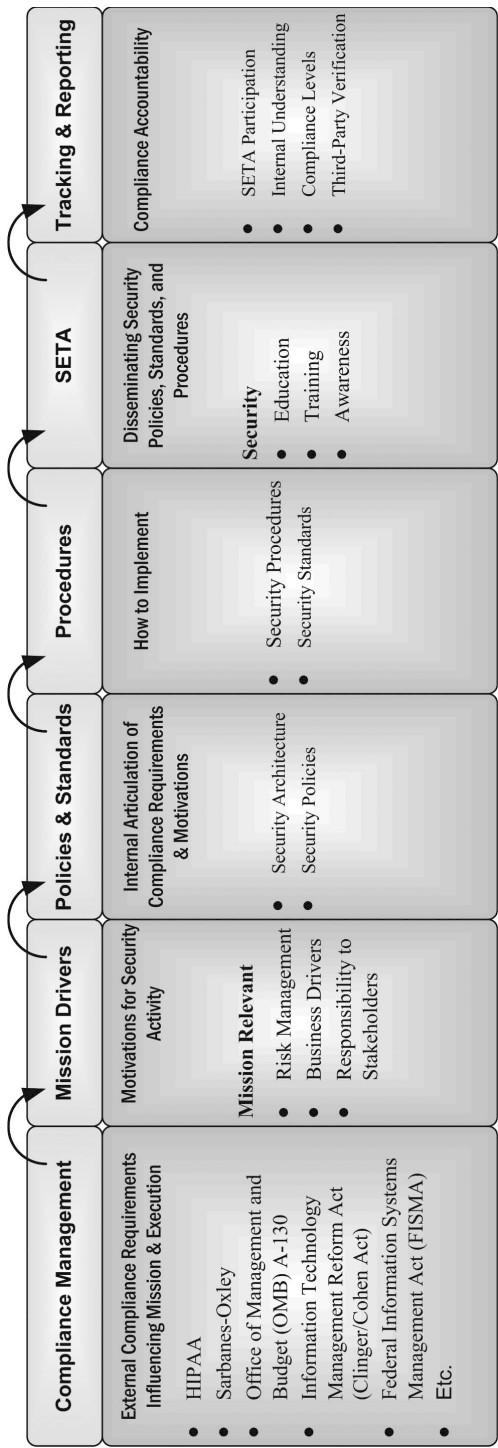 Compliance Management
External Compliance Requirements
Influencing Mission & Execution
• HIPAA
• Sarbanes-Oxley
• Office of Management and
Budget (OMB) A-130
• Information Technology
Management Reform Act
(Clinger/Cohen Act)
• Federal Information Systems
Management Act (FISMA)
• Etc.
Mission Drivers
Motivations for Security
Activity
Mission Relevant
• Risk Management
• Business Drivers
• Responsibility to
Stakeholders
Policies & Standards
Internal Articulation of
Compliance Requirements
& Motivations
• Security Architecture
• Security Policies
Procedures
How to Implement
• Security Procedures
• Security Standards
SETA
Disseminating Security
Policies, Standards, and
Procedures
Security
• Education
• Training
• Awareness
Tracking & Reporting
Compliance Accountability
• SETA Participation
• Internal Understanding
• Compliance Levels
• Third-Party Verification